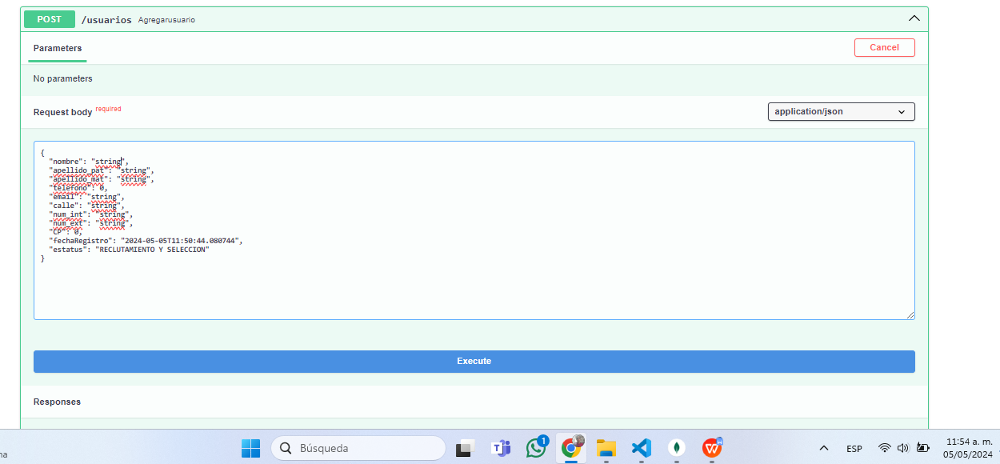 POST /usuarios Agregarusuario
Parameters
Cancel
No parameters
Request body required
application/json
{
"nombre": "string",
"apellido_pat": "string",
"apellido_mat": "string",
"telefono": 0,
"email": "string",
"calle": "string",
"num_int": "string",
"num_ext": "string",
"CP": 0,
"fechaRegistro": "2024-05-05T11:50:44.080744",
"estatus": "RECLUTAMIENTO Y SELECCION"
}
Execute
Responses
na
Búsqueda
1
ESP
11:54 a. m.
05/05/2024